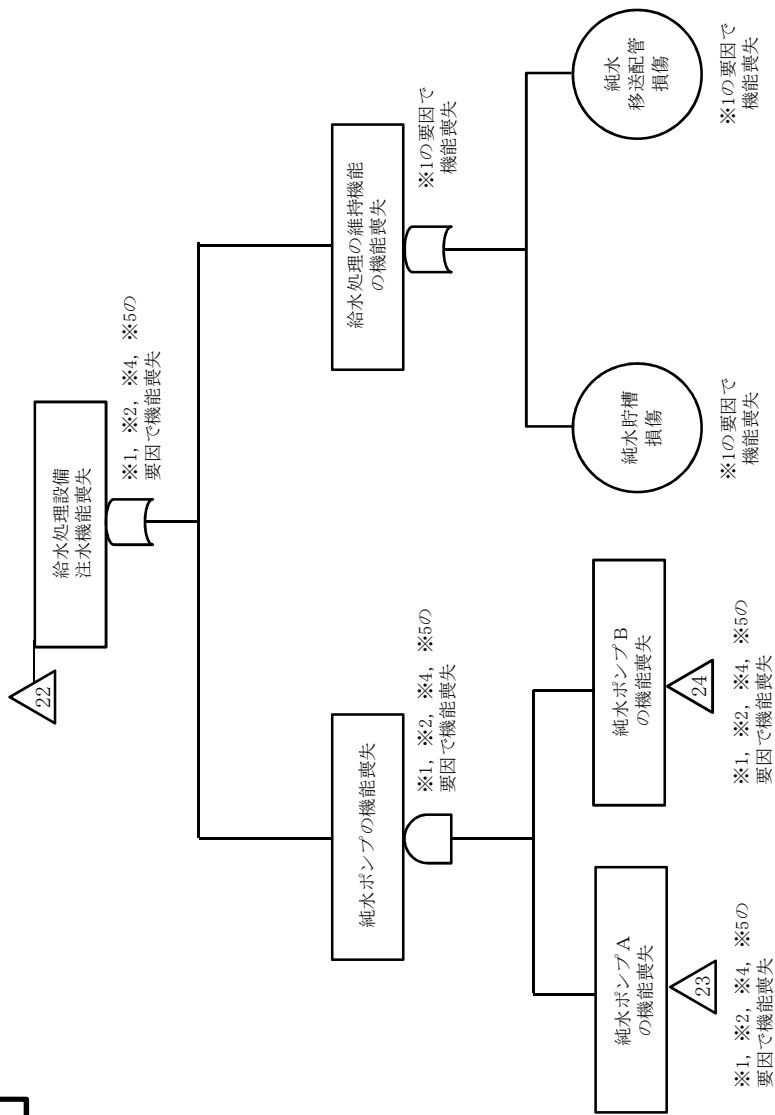 22
給水処理設備
注水機能喪失
※1, ※2, ※4, ※5の
要因で機能喪失
純水ポンプの機能喪失
※1, ※2, ※4, ※5の
要因で機能喪失
給水処理の維持機能
の機能喪失
※1の要因で
機能喪失
純水ポンプA
の機能喪失
23
※1, ※2, ※4, ※5の
要因で機能喪失
純水ポンプB
の機能喪失
24
※1, ※2, ※4, ※5の
要因で機能喪失
純水貯槽
損傷
※1の要因で
機能喪失
純水
移送配管
損傷
※1の要因で
機能喪失